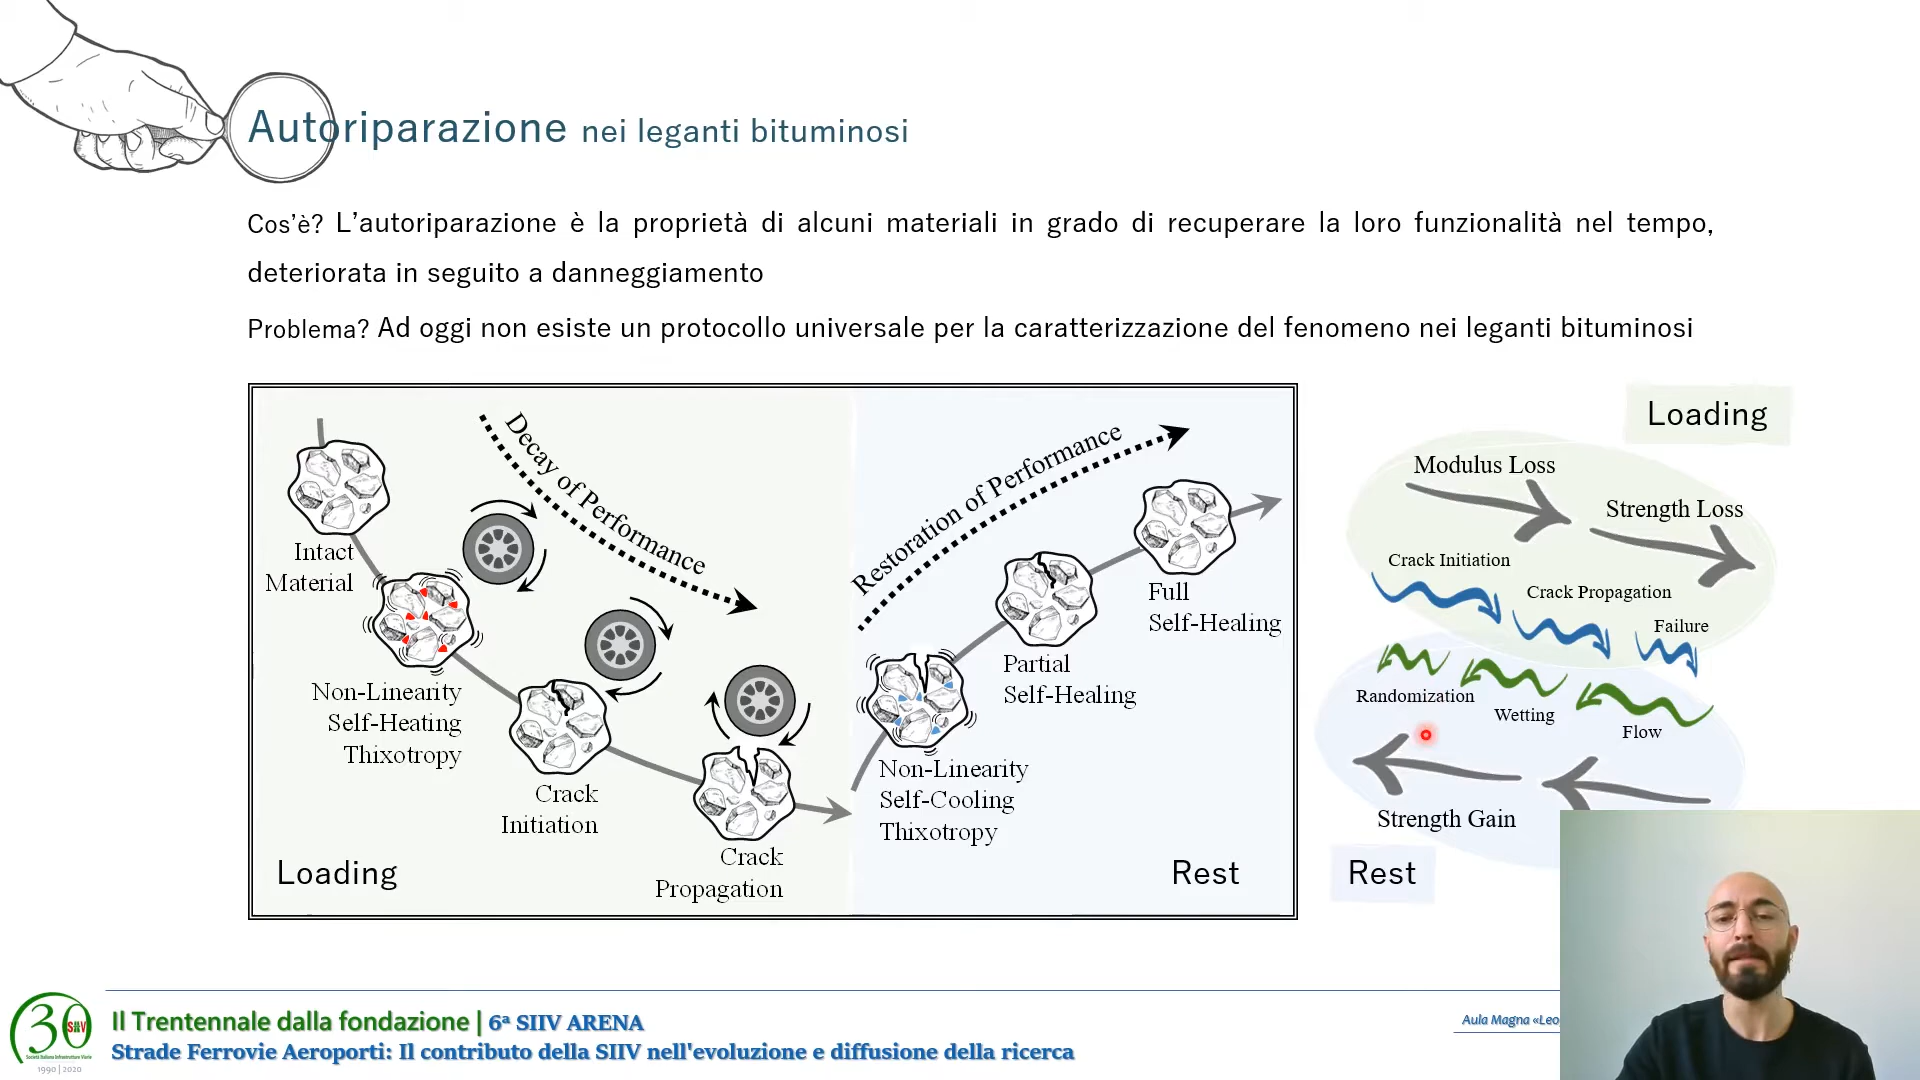 Autoriparazione nei leganti bituminosi
Cos'è? L'autoriparazione è la proprietà di alcuni materiali in grado di recuperare la loro funzionalità nel tempo,
deteriorata in seguito a danneggiamento
Problema? Ad oggi non esiste un protocollo universale per la caratterizzazione del fenomeno nei leganti bituminosi
Decay of Performance
Intact
Material
Non-Linearity
Self-Heating
Thixotropy
Crack
Initiation
Crack
Propagation
Loading
Restoration of Performance
Full
Self-Healing
Partial
Self-Healing
Non-Linearity
Self-Cooling
Thixotropy
Rest
Loading
Modulus Loss
Strength Loss
Crack Initiation
Crack Propagation
Failure
Randomization
Wetting
Flow
Strength Gain
Rest
30
SIIV
Società Italiana Infrastrutture Viarie
1990 | 2020
Il Trentennale dalla fondazione | 6ª SIIV ARENA
Strade Ferrovie Aeroporti: Il contributo della SIIV nell'evoluzione e diffusione della ricerca
Aula Magna «Leo